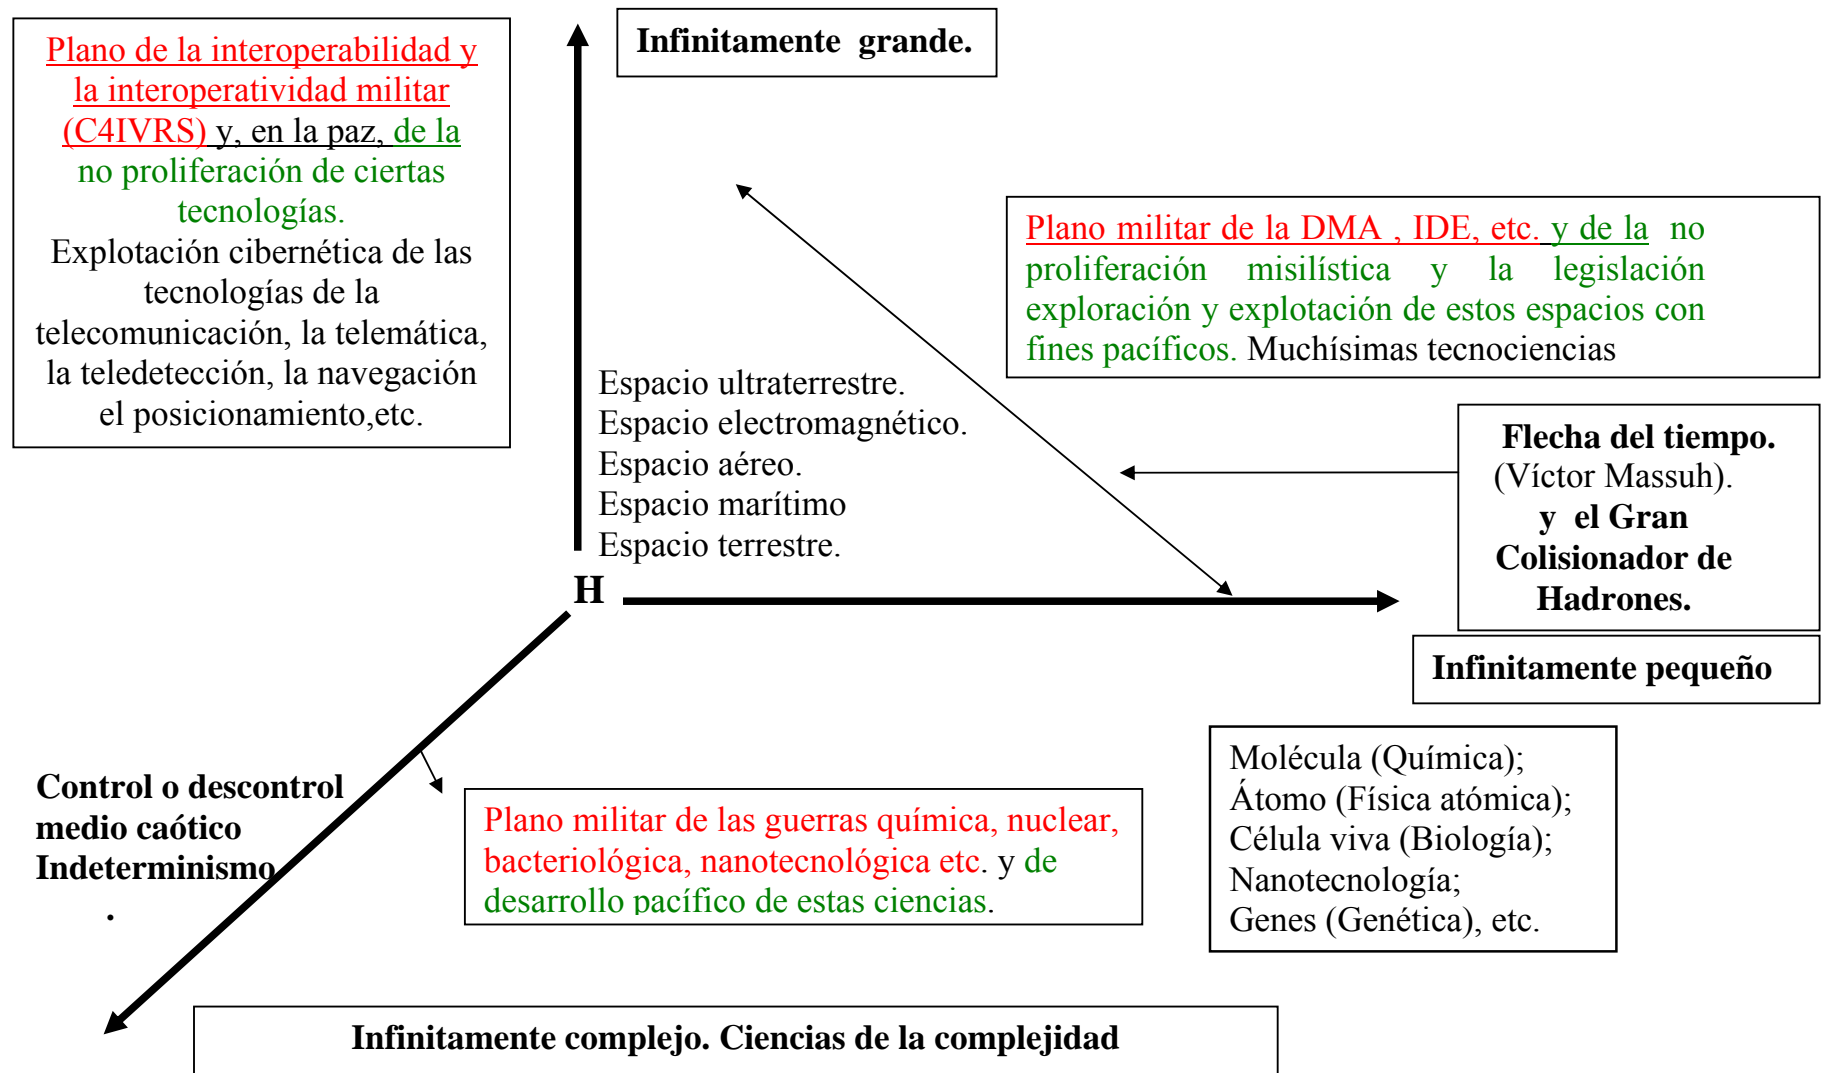 Plano de la interoperabilidad y
la interoperatividad militar
(C4IVRS) y, en la paz, de la
no proliferación de ciertas
tecnologías.
Explotación cibernética de las
tecnologías de la
telecomunicación, la telemática,
la teledetección, la navegación
el posicionamiento,etc.
Infinitamente grande.
Plano militar de la DMA , IDE, etc. y de la no
proliferación misilística y la legislación
exploración y explotación de estos espacios con
fines pacíficos. Muchísimas tecnociencias
Espacio ultraterrestre.
Espacio electromagnético.
Espacio aéreo.
Espacio marítimo
Espacio terrestre.
Flecha del tiempo.
(Víctor Massuh).
y el Gran
Colisionador de
Hadrones.
H
Infinitamente pequeño
Molécula (Química);
Átomo (Física atómica);
Célula viva (Biología);
Nanotecnología;
Genes (Genética), etc.
Control o descontrol
medio caótico
Indeterminismo
.
Plano militar de las guerras química, nuclear,
bacteriológica, nanotecnológica etc. y de
desarrollo pacífico de estas ciencias.
Infinitamente complejo. Ciencias de la complejidad